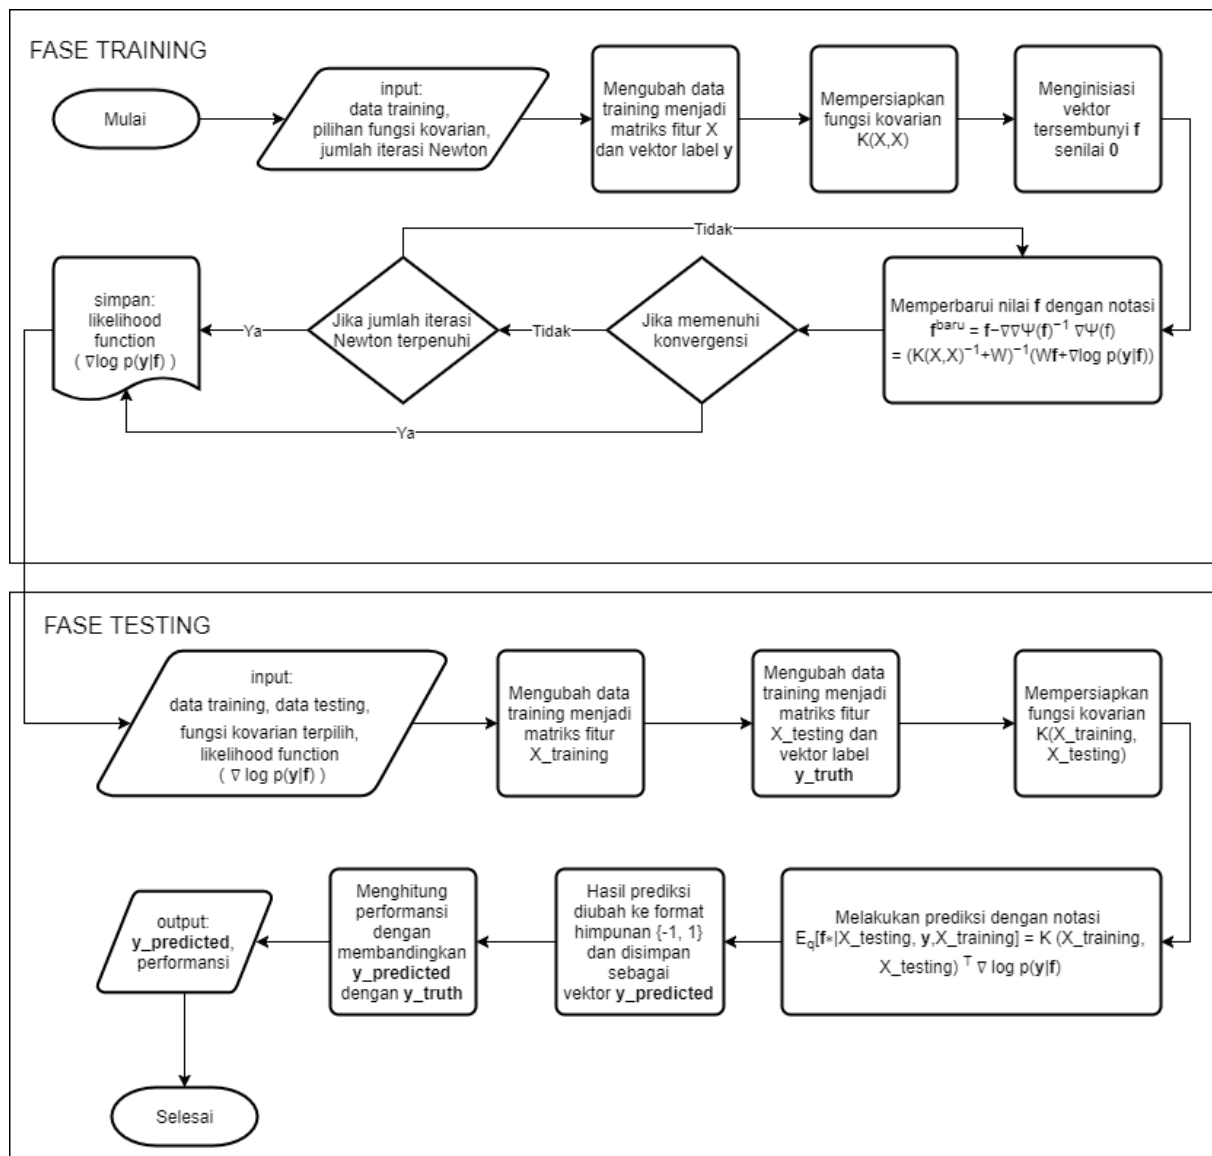 FASE TRAINING
Mulai
input:
data training,
pilihan fungsi kovarian,
jumlah iterasi Newton
Mengubah data
training menjadi
matriks fitur X
dan vektor label y
Mempersiapkan
fungsi kovarian
K(X,X)
Menginisiasi
vektor
tersembunyi f
senilai 0
Tidak
Memperbarui nilai f dengan notasi
f^baru = f−∇∇Ψ(f)^−1 ∇Ψ(f)
= (K(X,X)^−1+W)^−1(Wf+∇log p(y|f))
Jika memenuhi
konvergensi
Tidak
Jika jumlah iterasi
Newton terpenuhi
Ya
simpan:
likelihood
function
( ∇log p(y|f) )
Ya
FASE TESTING
input:
data training, data testing,
fungsi kovarian terpilih,
likelihood function
( ∇ log p(y|f) )
Mengubah data
training menjadi
matriks fitur
X_training
Mengubah data
training menjadi
matriks fitur
X_testing dan
vektor label
y_truth
Mempersiapkan
fungsi kovarian
K(X_training,
X_testing)
Melakukan prediksi dengan notasi
E_q[f*|X_testing, y,X_training] = K (X_training,
X_testing) ^T ∇ log p(y|f)
Hasil prediksi
diubah ke format
himpunan {-1, 1}
dan disimpan
sebagai
vektor y_predicted
Menghitung
performansi
dengan
membandingkan
y_predicted
dengan y_truth
output:
y_predicted,
performansi
Selesai